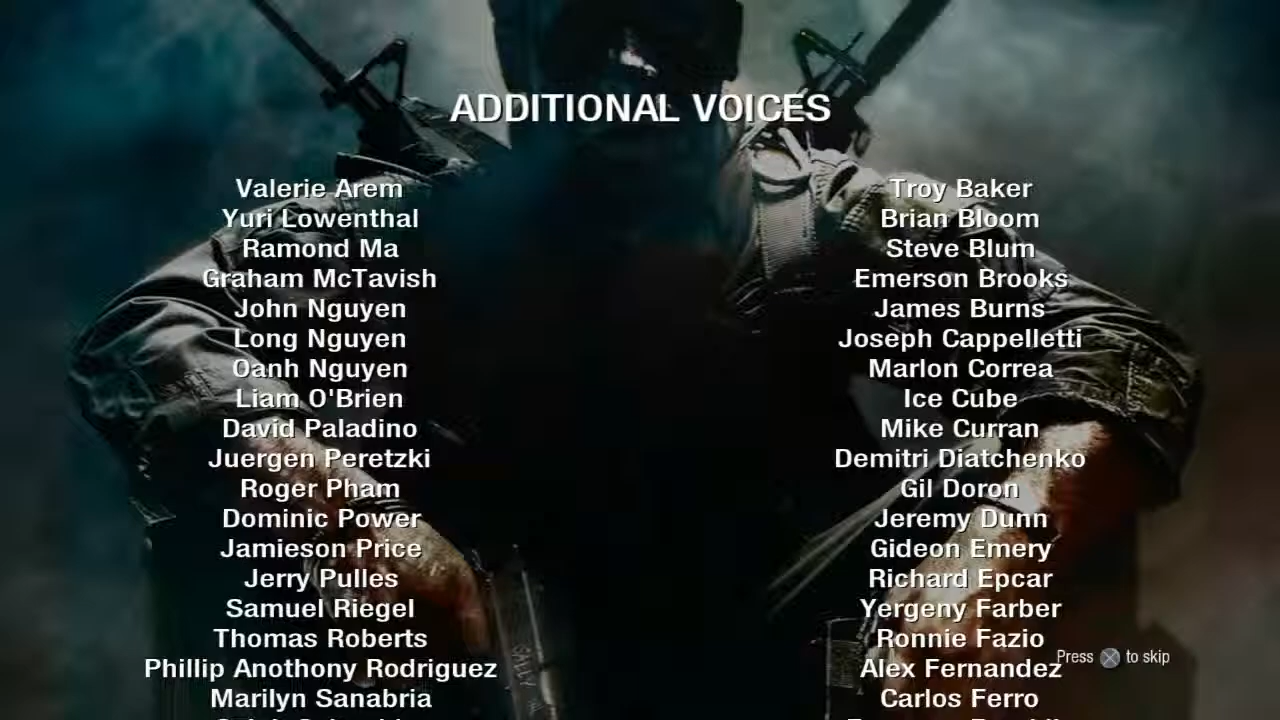 ADDITIONAL VOICES
Valerie Arem
Yuri Lowenthal
Ramond Ma
Graham McTavish
John Nguyen
Long Nguyen
Oanh Nguyen
Liam O'Brien
David Paladino
Juergen Peretzki
Roger Pham
Dominic Power
Jamieson Price
Jerry Pulles
Samuel Riegel
Thomas Roberts
Phillip Anothony Rodriguez
Marilyn Sanabria
Troy Baker
Brian Bloom
Steve Blum
Emerson Brooks
James Burns
Joseph Cappelletti
Marlon Correa
Ice Cube
Mike Curran
Demitri Diatchenko
Gil Doron
Jeremy Dunn
Gideon Emery
Richard Epcar
Yergeny Farber
Ronnie Fazio
Alex Fernandez
Carlos Ferro
Press to skip
SALLY